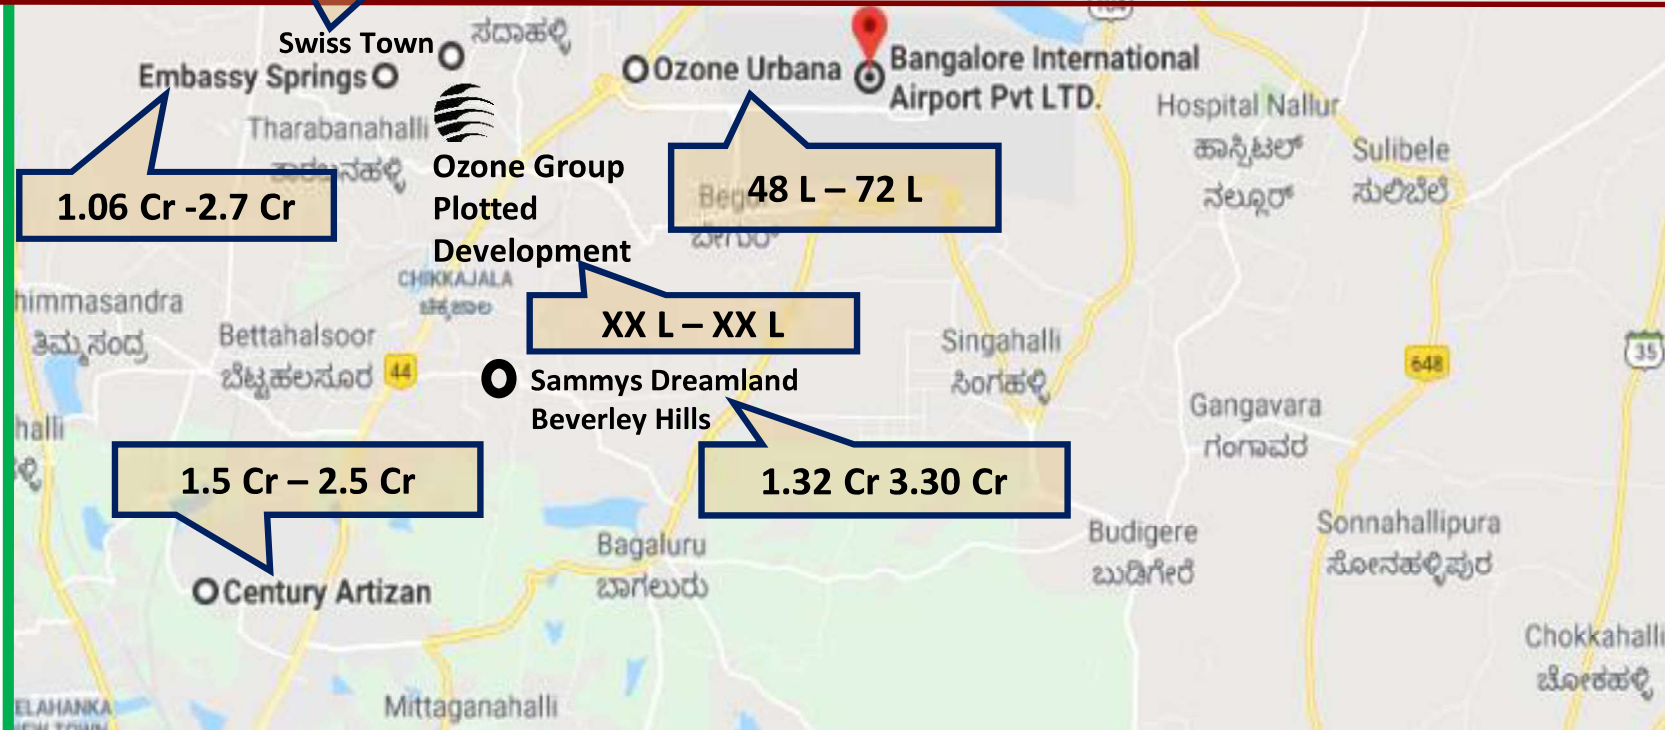 ಸದಾಹಳ್ಳಿ
Swiss Town
Embassy Springs
Ozone Urbana
Bangalore International
Airport Pvt LTD.
Hospital Nallur
ಹಾಸ್ಪಿಟಲ್
ನಲ್ಲೂರ್
Sulibele
ಸುಲಿಬೆಲೆ
Tharabanahalli
Ozone Group
Plotted
Development
1.06 Cr -2.7 Cr
48 L – 72 L
ಬೇಗುರ್
CHIKKAJALA
ಚಿಕ್ಕಜಾಲ
XX L – XX L
himmasandra
ತಿಮ್ಮಸಂದ್ರ
Bettahalsoor
ಬೆಟ್ಟಹಲಸೂರ
44
Sammys Dreamland
Beverley Hills
Singahalli
ಸಿಂಗಹಳ್ಳಿ
648
35
Gangavara
ಗಂಗಾವರ
halli
1.5 Cr – 2.5 Cr
1.32 Cr 3.30 Cr
Century Artizan
Bagaluru
ಬಾಗಲುರು
Budigere
ಬುಡಿಗೇರೆ
Sonnahallipura
ಸೋನಹಳ್ಳಿಪುರ
Chokkahalli
ಚೋಕಹಳ್ಳಿ
Mittaganahalli
ELAHANKA